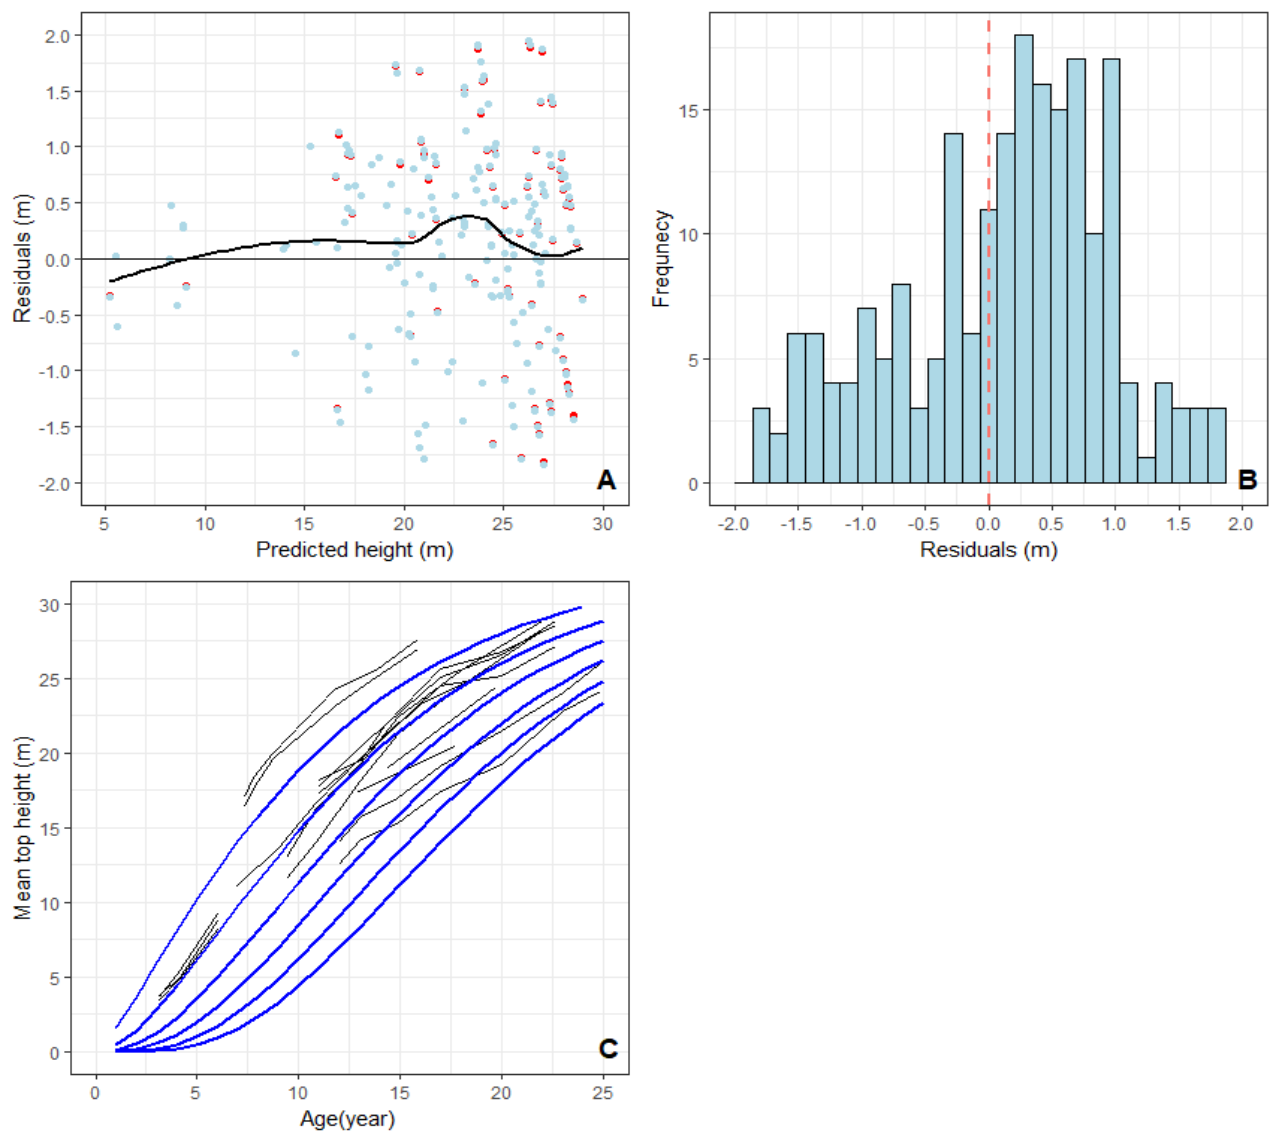 2.0
1.5
1.0
0.5
0.0
-0.5
-1.0
-1.5
-2.0
Residuals (m)
A
5 10 15 20 25 30
Predicted height (m)
15
10
5
0
Frequnecy
B
-2.0 -1.5 -1.0 -0.5 0.0 0.5 1.0 1.5 2.0
Residuals (m)
30
25
20
15
10
5
0
Mean top height (m)
C
0 5 10 15 20 25
Age(year)